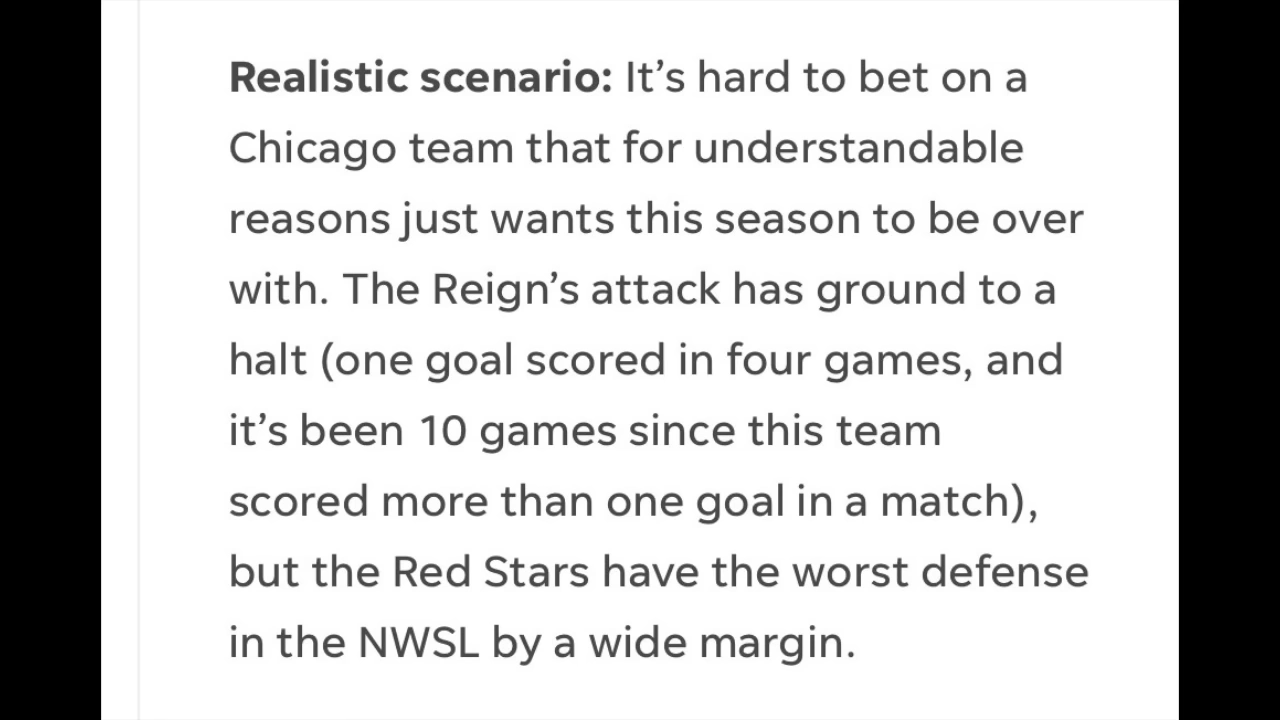 Realistic scenario: It’s hard to bet on a
Chicago team that for understandable
reasons just wants this season to be over
with. The Reign’s attack has ground to a
halt (one goal scored in four games, and
it’s been 10 games since this team
scored more than one goal in a match),
but the Red Stars have the worst defense
in the NWSL by a wide margin.